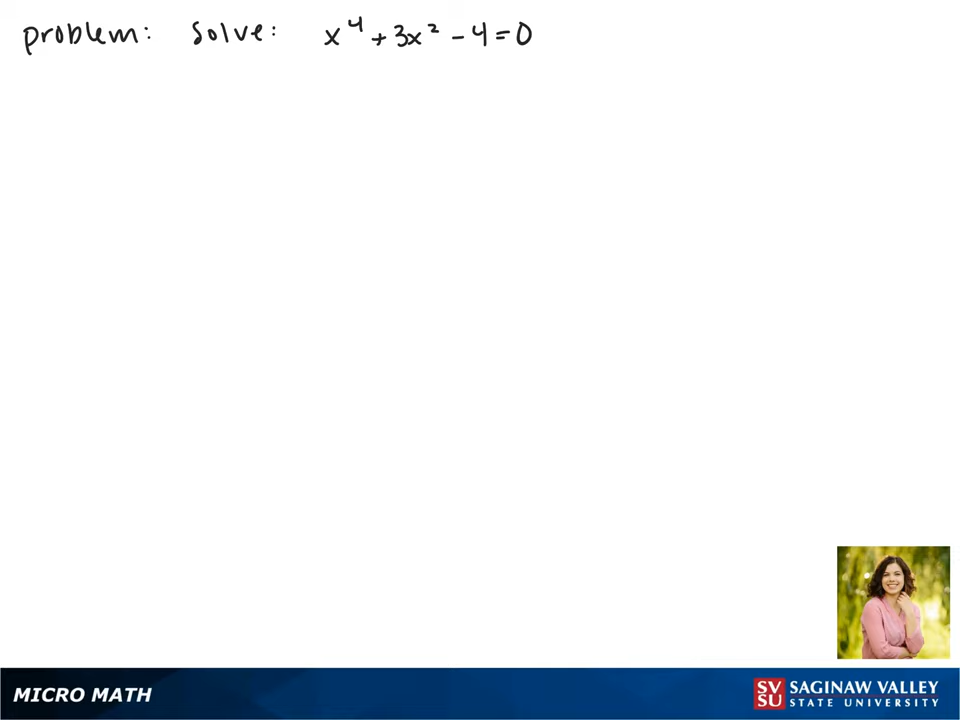 problem: solve: x⁴ + 3x² - 4 = 0
MICRO MATH
SV SU SAGINAW VALLEY
STATE UNIVERSITY